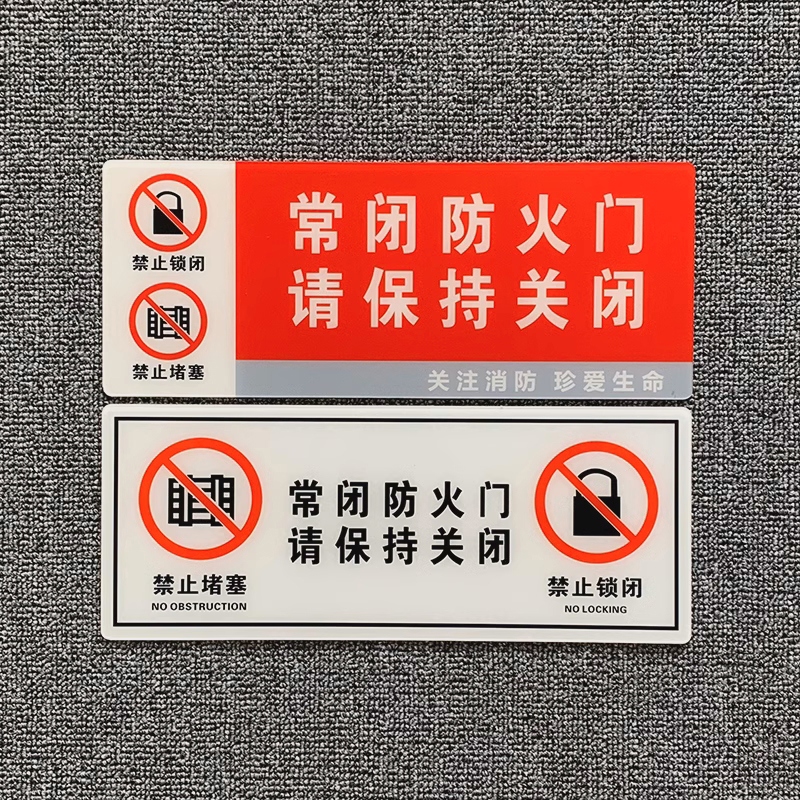 禁止锁闭
禁止堵塞
常闭防火门
请保持关闭
关注消防 珍爱生命
禁止堵塞
NO OBSTRUCTION
常闭防火门
请保持关闭
禁止锁闭
NO LOCKING